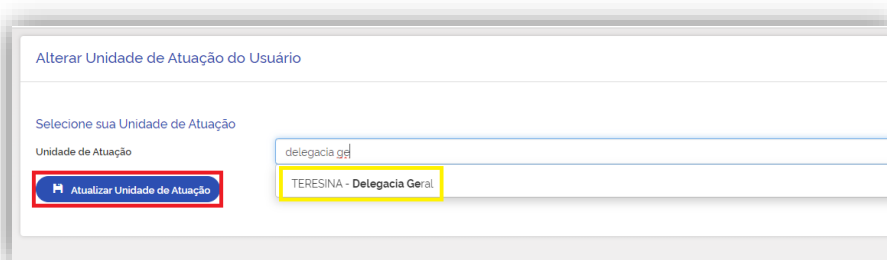 Alterar Unidade de Atuação do Usuário
Selecione sua Unidade de Atuação
Unidade de Atuação
delegacia ge
TERESINA - Delegacia Geral
Atualizar Unidade de Atuação